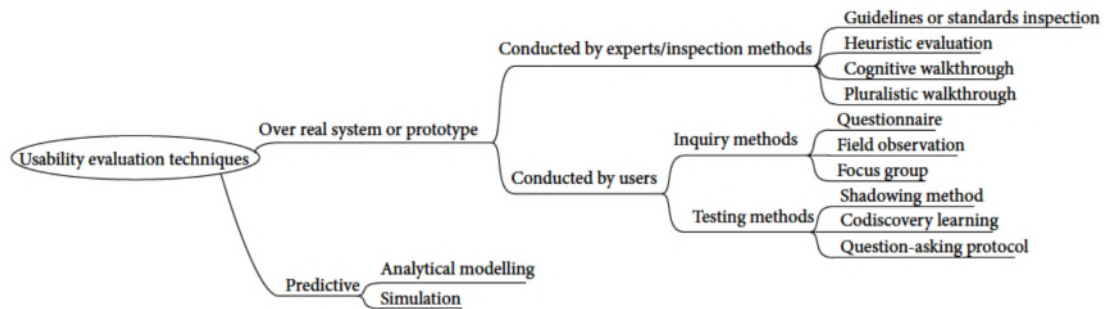 Guidelines or standards inspection
Conducted by experts/inspection methods
Heuristic evaluation
Cognitive walkthrough
Pluralistic walkthrough
Over real system or prototype
Questionnaire
Inquiry methods
Field observation
Usability evaluation techniques
Focus group
Conducted by users
Shadowing method
Testing methods
Codiscovery learning
Question-asking protocol
Analytical modelling
Predictive
Simulation